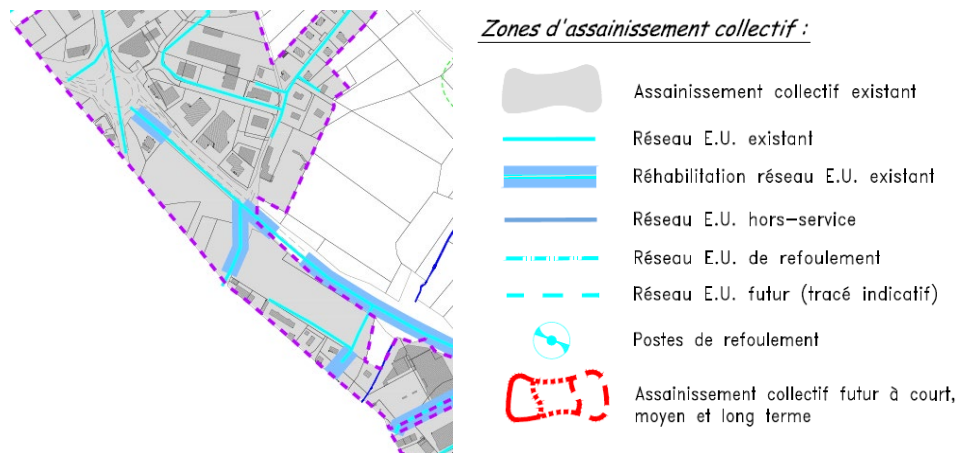 Zones d'assainissement collectif :
Assainissement collectif existant
Réseau E.U. existant
Réhabilitation réseau E.U. existant
Réseau E.U. hors-service
Réseau E.U. de refoulement
Réseau E.U. futur (tracé indicatif)
Postes de refoulement
Assainissement collectif futur à court,
moyen et long terme